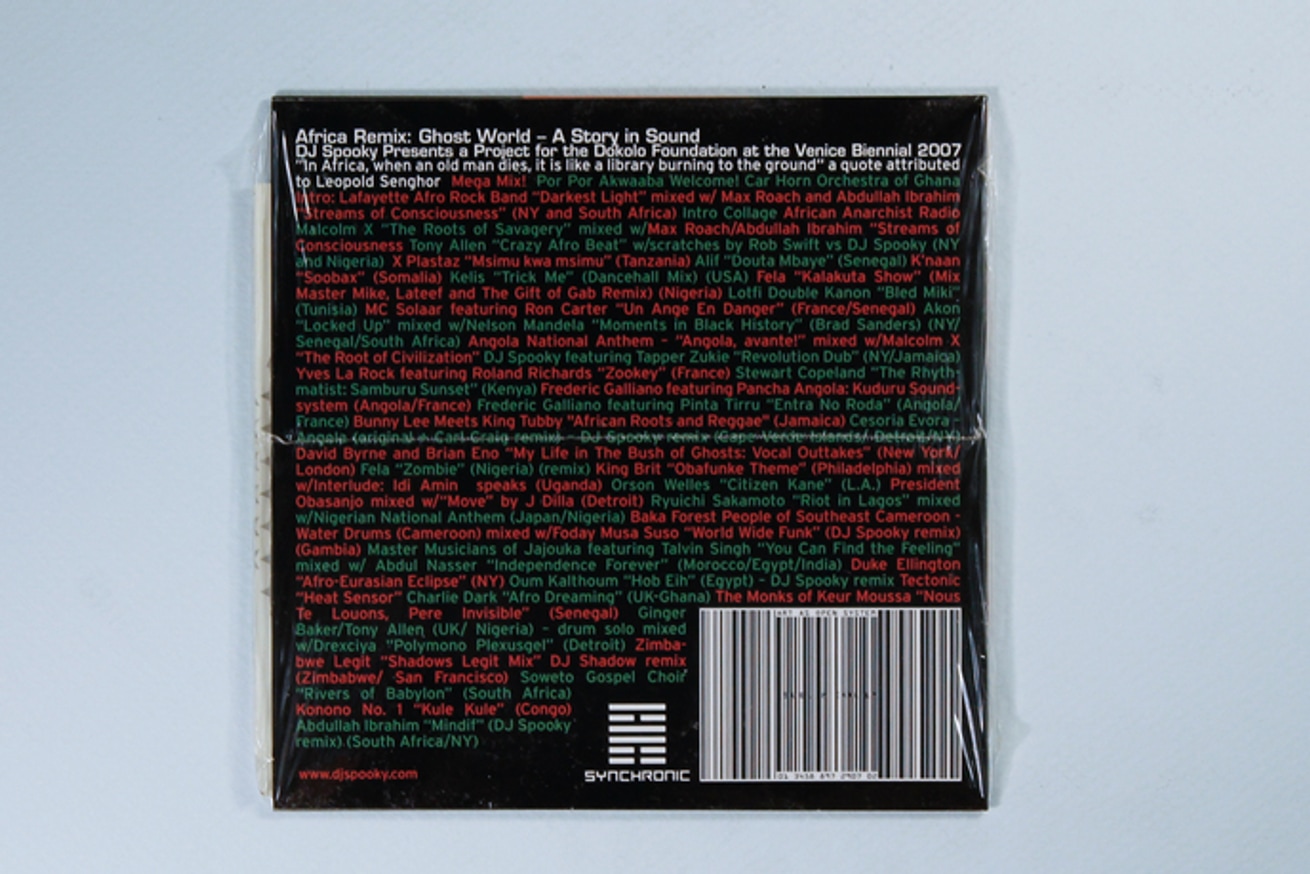 Africa Remix: Ghost World – A Story in Sound
DJ Spooky Presents a Project for the Dokolo Foundation at the Venice Biennial 2007
"In Africa, when an old man dies, it is like a library burning to the ground" a quote attributed
to Leopold Senghor Mega Mix! Por Por Akwaaba Welcome! Car Horn Orchestra of Ghana
Intro: Lafayette Afro Rock Band "Darkest Light" mixed w/ Max Roach and Abdullah Ibrahim
"Streams of Consciousness" (NY and South Africa) Intro Collage African Anarchist Radio
Malcolm X "The Roots of Savagery" mixed w/Max Roach/Abdullah Ibrahim "Streams of
Consciousness Tony Allen "Crazy Afro Beat" w/scratches by Rob Swift vs DJ Spooky (NY
and Nigeria) X Plastaz "Msimu kwa msimu" (Tanzania) Alif "Douta Mbaye" (Senegal) K'naan
"Soobax" (Somalia) Kelis "Trick Me" (Dancehall Mix) (USA) Fela "Kalakuta Show" (Mix
Master Mike, Lateef and The Gift of Gab Remix) (Nigeria) Lotfi Double Kanon "Bled Miki"
(Tunisia) MC Solaar featuring Ron Carter "Un Ange En Danger" (France/Senegal) Akon
"Locked Up" mixed w/Nelson Mandela "Moments in Black History" (Brad Sanders) (NY/
Senegal/South Africa) Angola National Anthem – "Angola, avante!" mixed w/Malcolm X
"The Root of Civilization" DJ Spooky featuring Tapper Zukie "Revolution Dub" (NY/Jamaica)
Yves La Rock featuring Roland Richards "Zookey" (France) Stewart Copeland "The Rhyth-
matist: Samburu Sunset" (Kenya) Frederic Galliano featuring Pancha Angola: Kuduru Sound-
system (Angola/France) Frederic Galliano featuring Pinta Tirru "Entra No Roda" (Angola/
France) Bunny Lee Meets King Tubby "African Roots and Reggae" (Jamaica) Cesoria Evora -
Angola (original + Carl Craig remix) - DJ Spooky remix (Cape Verde Islands/ Detroit/NY)
David Byrne and Brian Eno "My Life in The Bush of Ghosts: Vocal Outtakes" (New York/
London) Fela "Zombie" (Nigeria) (remix) King Brit "Obafunke Theme" (Philadelphia) mixed
w/Interlude: Idi Amin speaks (Uganda) Orson Welles "Citizen Kane" (L.A.) President
Obasanjo mixed w/"Move" by J Dilla (Detroit) Ryuichi Sakamoto "Riot in Lagos" mixed
w/Nigerian National Anthem (Japan/Nigeria) Baka Forest People of Southeast Cameroon -
Water Drums (Cameroon) mixed w/Foday Musa Suso "World Wide Funk" (DJ Spooky remix)
(Gambia) Master Musicians of Jajouka featuring Talvin Singh "You Can Find the Feeling"
mixed w/ Abdul Nasser "Independence Forever" (Morocco/Egypt/India) Duke Ellington
"Afro-Eurasian Eclipse" (NY) Oum Kalthoum "Hob Eih" (Egypt) – DJ Spooky remix Tectonic
"Heat Sensor" Charlie Dark "Afro Dreaming" (UK-Ghana) The Monks of Keur Moussa "Nous
Te Louons, Pere Invisible" (Senegal) Ginger
Baker/Tony Allen (UK/ Nigeria) – drum solo mixed
w/Drexciya "Polymono Plexusgel" (Detroit) Zimba-
bwe Legit "Shadows Legit Mix" DJ Shadow remix
(Zimbabwe/ San Francisco) Soweto Gospel Choir
"Rivers of Babylon" (South Africa)
Konono No. 1 "Kule Kule" (Congo)
Abdullah Ibrahim "Mindif" (DJ Spooky
remix) (South Africa/NY)
www.djspooky.com
SYNCHRONIC
ART AS OPEN SYSTEM